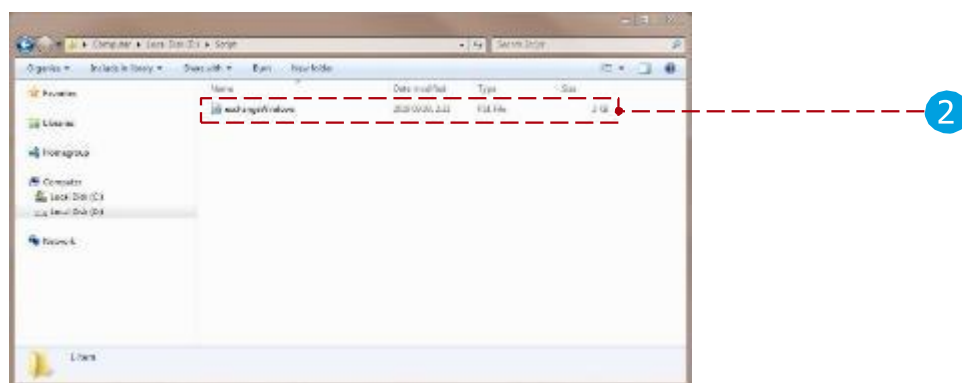 Computer ▸ Local Disk (D:) ▸ Script
Search Script
Organize Include in library Share with Burn New folder
Name Date modified Type Size
exchangeWindows
Favorites
Libraries
Homegroup
Computer
Local Disk (C:)
Local Disk (D:)
Network
1 item
2